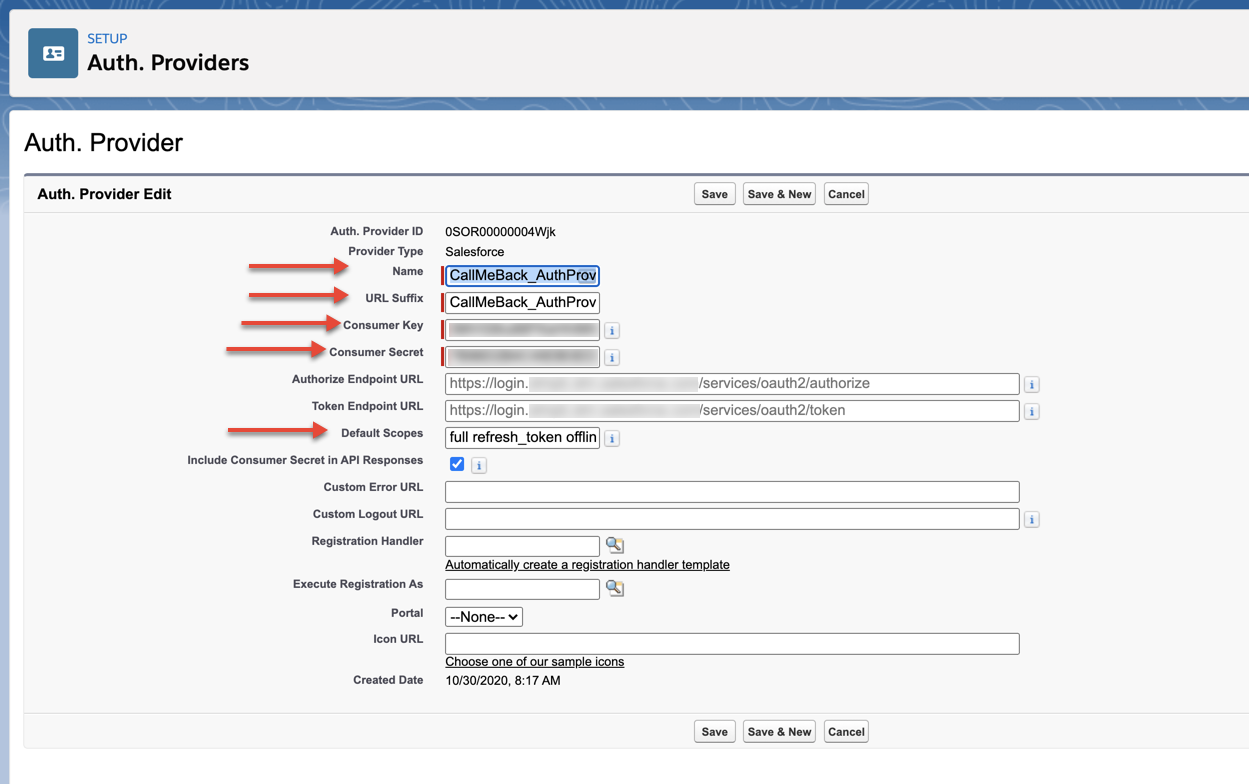 SETUP
Auth. Providers
Auth. Provider
Auth. Provider Edit Save Save & New Cancel
Auth. Provider ID 0SOR00000004Wjk
Provider Type Salesforce
Name CallMeBack_AuthProv
URL Suffix CallMeBack_AuthProv
Consumer Key
Consumer Secret
Authorize Endpoint URL https://login. /services/oauth2/authorize
Token Endpoint URL https://login. /services/oauth2/token
Default Scopes full refresh_token offlin
Include Consumer Secret in API Responses
Custom Error URL
Custom Logout URL
Registration Handler
Automatically create a registration handler template
Execute Registration As
Portal --None--
Icon URL
Choose one of our sample icons
Created Date 10/30/2020, 8:17 AM
Save Save & New Cancel